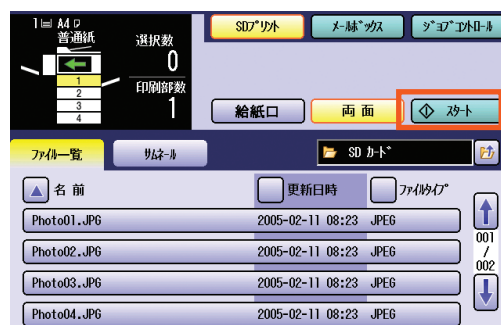 1 A4
普通紙
選択数
0
印刷部数
1
1
2
3
4
SDﾌﾟﾘﾝﾄ
ﾒｰﾙﾎﾞｯｸｽ
ｼﾞｮﾌﾞｺﾝﾄﾛｰﾙ
給紙口
両面
ｽﾀｰﾄ
ﾌｧｲﾙ一覧
ｻﾑﾈｰﾙ
SD ｶｰﾄﾞ
名前
更新日時
ﾌｧｲﾙﾀｲﾌﾟ
Photo01.JPG 2005-02-11 08:23 JPEG
Photo02.JPG 2005-02-11 08:23 JPEG
Photo03.JPG 2005-02-11 08:23 JPEG
Photo04.JPG 2005-02-11 08:23 JPEG
001
/
002